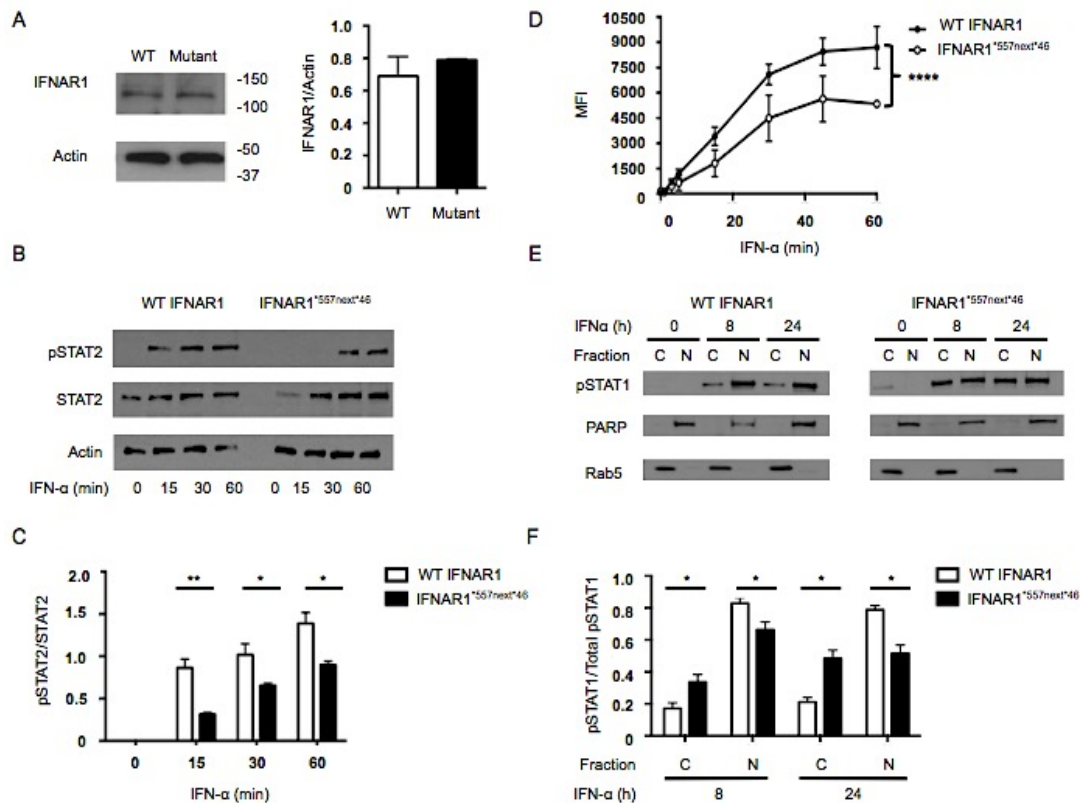 A
WT Mutant
IFNAR1
-150
-100
Actin
-50
-37
IFNAR1/Actin
1.0
0.8
0.6
0.4
0.2
0
WT Mutant
D
MFI
10500
9000
7500
6000
4500
3000
1500
0
0 20 40 60
IFN-α (min)
WT IFNAR1
IFNAR1*557next*46
****
B
WT IFNAR1 IFNAR1*557next*46
pSTAT2
STAT2
Actin
IFN-α (min) 0 15 30 60 0 15 30 60
E
WT IFNAR1 IFNAR1*557next*46
IFNα (h) 0 8 24 0 8 24
Fraction C N C N C N C N C N C N
pSTAT1
PARP
Rab5
C
pSTAT2/STAT2
2.0
1.5
1.0
0.5
0.0
** * *
WT IFNAR1
IFNAR1*557next*46
0 15 30 60
IFN-α (min)
F
pSTAT1/Total pSTAT1
1.0
0.8
0.6
0.4
0.2
0
* * * *
WT IFNAR1
IFNAR1*557next*46
Fraction C N C N
IFN-α (h) 8 24